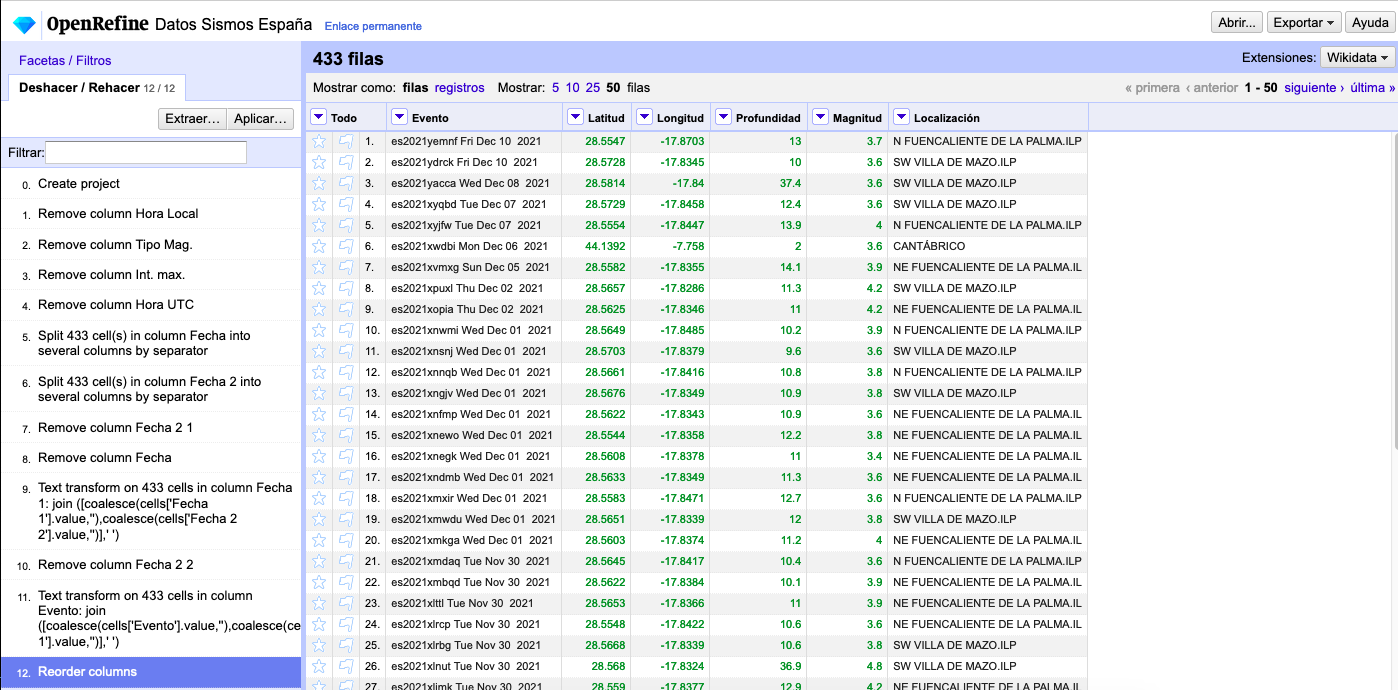 OpenRefine Datos Sismos España Enlace permanente Abrir... Exportar Ayuda
Facetas / Filtros
Deshacer / Rehacer 12 / 12
Extraer… Aplicar…
Filtrar:
0. Create project
1. Remove column Hora Local
2. Remove column Tipo Mag.
3. Remove column Int. max.
4. Remove column Hora UTC
5. Split 433 cell(s) in column Fecha into
several columns by separator
6. Split 433 cell(s) in column Fecha 2 into
several columns by separator
7. Remove column Fecha 2 1
8. Remove column Fecha
9. Text transform on 433 cells in column Fecha
1: join ([coalesce(cells['Fecha
1'].value,''),coalesce(cells['Fecha 2
2'].value,'')],' ')
10. Remove column Fecha 2 2
11. Text transform on 433 cells in column
Evento: join
([coalesce(cells['Evento'].value,''),coalesce(ce
1'].value,'')],' ')
12. Reorder columns
433 filas Extensiones: Wikidata
Mostrar como: filas registros Mostrar: 5 10 25 50 filas « primera ‹ anterior 1 - 50 siguiente › última »
Todo Evento Latitud Longitud Profundidad Magnitud Localización
1. es2021yemnf Fri Dec 10 2021 28.5547 -17.8703 13 3.7 N FUENCALIENTE DE LA PALMA.ILP
2. es2021ydrck Fri Dec 10 2021 28.5728 -17.8345 10 3.6 SW VILLA DE MAZO.ILP
3. es2021yacca Wed Dec 08 2021 28.5814 -17.84 37.4 3.6 SW VILLA DE MAZO.ILP
4. es2021xyqbd Tue Dec 07 2021 28.5729 -17.8458 12.4 3.6 SW VILLA DE MAZO.ILP
5. es2021xyjfw Tue Dec 07 2021 28.5554 -17.8447 13.9 4 N FUENCALIENTE DE LA PALMA.ILP
6. es2021xwdbi Mon Dec 06 2021 44.1392 -7.758 2 3.6 CANTÁBRICO
7. es2021xvmxg Sun Dec 05 2021 28.5582 -17.8355 14.1 3.9 NE FUENCALIENTE DE LA PALMA.IL
8. es2021xpuxl Thu Dec 02 2021 28.5657 -17.8286 11.3 4.2 SW VILLA DE MAZO.ILP
9. es2021xopia Thu Dec 02 2021 28.5625 -17.8346 11 4.2 NE FUENCALIENTE DE LA PALMA.IL
10. es2021xnwmi Wed Dec 01 2021 28.5649 -17.8485 10.2 3.9 N FUENCALIENTE DE LA PALMA.ILP
11. es2021xnsnj Wed Dec 01 2021 28.5703 -17.8379 9.6 3.6 SW VILLA DE MAZO.ILP
12. es2021xnnqb Wed Dec 01 2021 28.5661 -17.8416 10.8 3.8 N FUENCALIENTE DE LA PALMA.ILP
13. es2021xngjv Wed Dec 01 2021 28.5676 -17.8349 10.9 3.8 SW VILLA DE MAZO.ILP
14. es2021xnfmp Wed Dec 01 2021 28.5622 -17.8343 10.9 3.6 NE FUENCALIENTE DE LA PALMA.IL
15. es2021xnewo Wed Dec 01 2021 28.5544 -17.8358 12.2 3.8 NE FUENCALIENTE DE LA PALMA.IL
16. es2021xnegk Wed Dec 01 2021 28.5608 -17.8378 11 3.4 NE FUENCALIENTE DE LA PALMA.IL
17. es2021xndmb Wed Dec 01 2021 28.5633 -17.8349 11.3 3.6 NE FUENCALIENTE DE LA PALMA.IL
18. es2021xmxir Wed Dec 01 2021 28.5583 -17.8471 12.7 3.6 N FUENCALIENTE DE LA PALMA.ILP
19. es2021xmwdu Wed Dec 01 2021 28.5651 -17.8339 12 3.8 SW VILLA DE MAZO.ILP
20. es2021xmkga Wed Dec 01 2021 28.5603 -17.8374 11.2 4 NE FUENCALIENTE DE LA PALMA.IL
21. es2021xmdaq Tue Nov 30 2021 28.5645 -17.8417 10.4 3.6 N FUENCALIENTE DE LA PALMA.ILP
22. es2021xmbqd Tue Nov 30 2021 28.5622 -17.8384 10.1 3.9 NE FUENCALIENTE DE LA PALMA.IL
23. es2021xlttl Tue Nov 30 2021 28.5653 -17.8366 11 3.9 NE FUENCALIENTE DE LA PALMA.IL
24. es2021xlrcp Tue Nov 30 2021 28.5548 -17.8422 10.6 3.6 NE FUENCALIENTE DE LA PALMA.IL
25. es2021xlrbg Tue Nov 30 2021 28.5668 -17.8339 10.6 3.8 SW VILLA DE MAZO.ILP
26. es2021xlnut Tue Nov 30 2021 28.568 -17.8324 36.9 4.8 SW VILLA DE MAZO.ILP
27. es2021xlimk Tue Nov 30 2021 28.559 -17.8377 12.9 4.2 NE FUENCALIENTE DE LA PALMA.IL